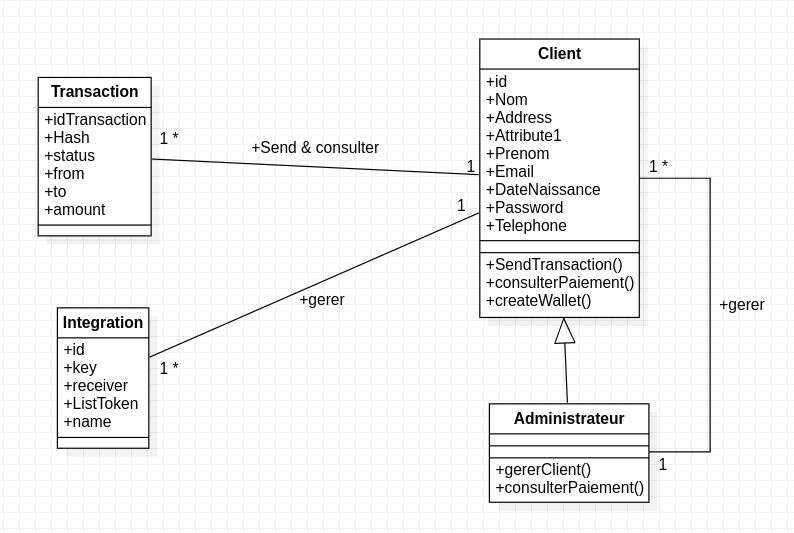 Client
+id
+Nom
+Address
+Attribute1
+Prenom
+Email
+DateNaissance
+Password
+Telephone
+SendTransaction()
+consulterPaiement()
+createWallet()
Transaction
+idTransaction
+Hash
+status
+from
+to
+amount
1 *
+Send & consulter
1
1
+gerer
1 *
Integration
+id
+key
+receiver
+ListToken
+name
1 *
+gerer
1
Administrateur
+gererClient()
+consulterPaiement()